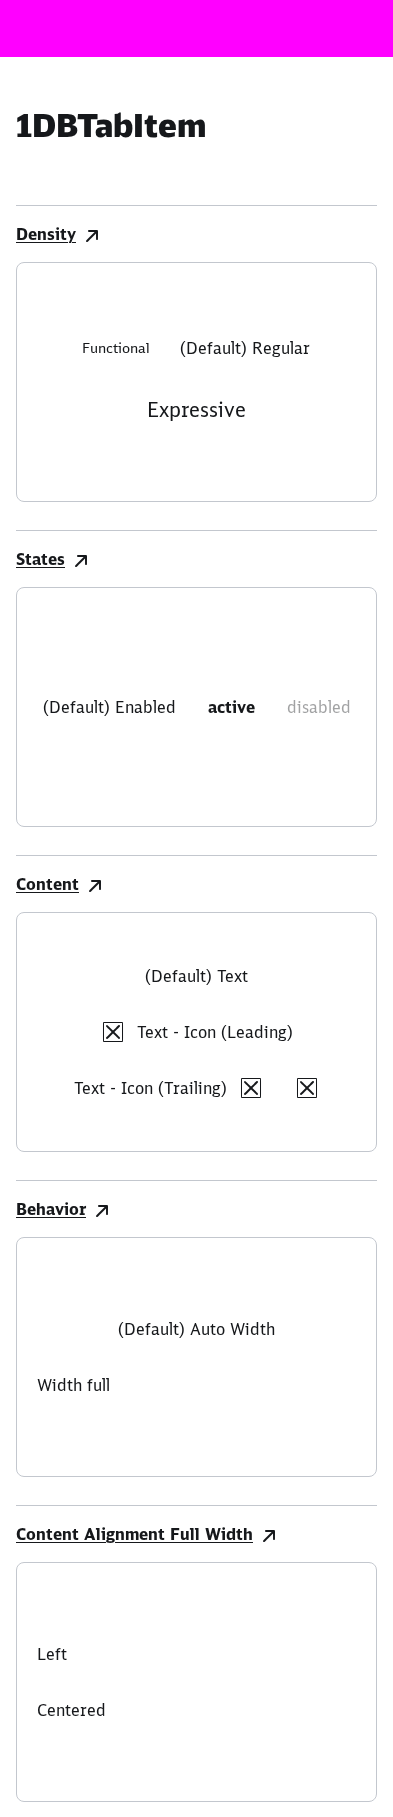 1DBTabItem
Density
Functional (Default) Regular
Expressive
States
(Default) Enabled active disabled
Content
(Default) Text
Text - Icon (Leading)
Text - Icon (Trailing)
Behavior
(Default) Auto Width
Width full
Content Alignment Full Width
Left
Centered